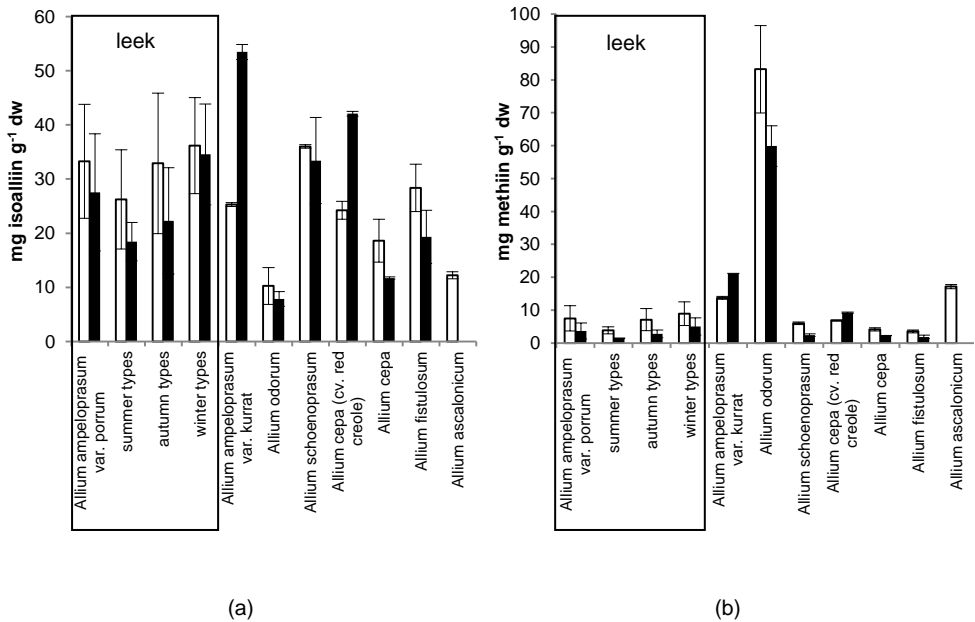 mg isoalliin g⁻¹ dw
60
50
40
30
20
10
0
leek
Allium ampeloprasum
var. porrum
summer types
autumn types
winter types
Allium ampeloprasum
var. kurrat
Allium odorum
Allium schoenoprasum
Allium cepa (cv. red
creole)
Allium cepa
Allium fistulosum
Allium ascalonicum
(a)
mg methiin g⁻¹ dw
100
90
80
70
60
50
40
30
20
10
0
leek
Allium ampeloprasum
var. porrum
summer types
autumn types
winter types
Allium ampeloprasum
var. kurrat
Allium odorum
Allium schoenoprasum
Allium cepa (cv. red
creole)
Allium cepa
Allium fistulosum
Allium ascalonicum
(b)